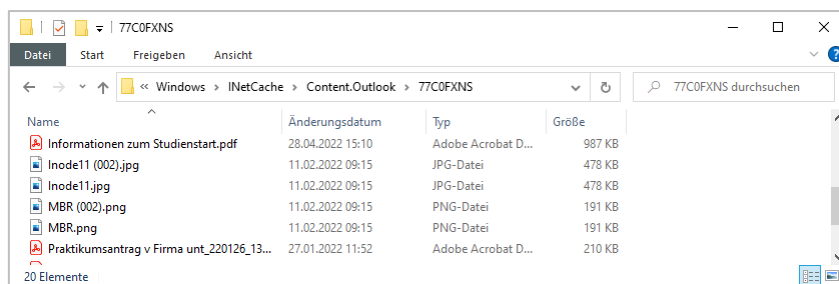 77C0FXNS
Datei Start Freigeben Ansicht
« Windows › INetCache › Content.Outlook › 77C0FXNS 77C0FXNS durchsuchen
Name Änderungsdatum Typ Größe
Informationen zum Studienstart.pdf 28.04.2022 15:10 Adobe Acrobat D... 987 KB
Inode11 (002).jpg 11.02.2022 09:15 JPG-Datei 478 KB
Inode11.jpg 11.02.2022 09:15 JPG-Datei 478 KB
MBR (002).png 11.02.2022 09:15 PNG-Datei 191 KB
MBR.png 11.02.2022 09:15 PNG-Datei 191 KB
Praktikumsantrag v Firma unt_220126_13... 27.01.2022 11:52 Adobe Acrobat D... 210 KB
20 Elemente